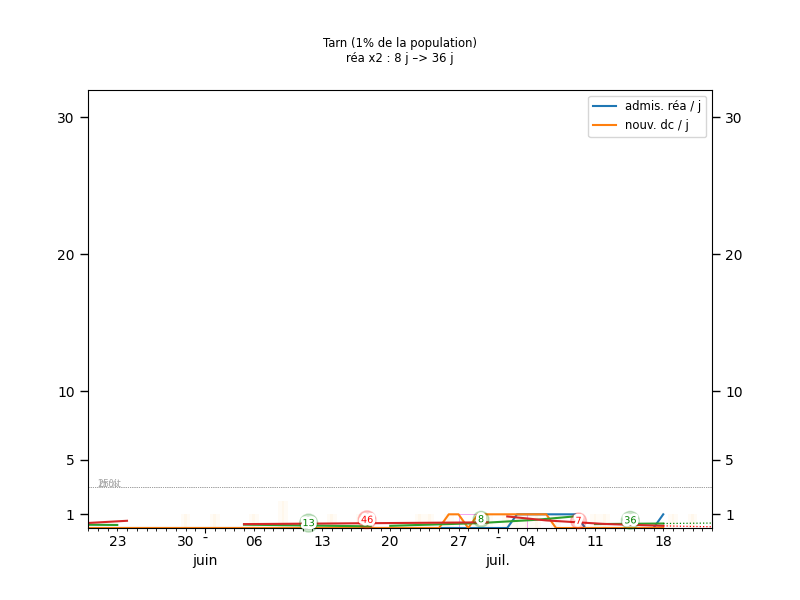 Tarn (1% de la population)
réa x2 : 8 j –> 36 j
admis. réa / j
nouv. dc / j
30 30
20 20
10 10
5 5
1 1
13 46 8 7 36
23 30 - 06 13 20 27 - 04 11 18
juin juil.